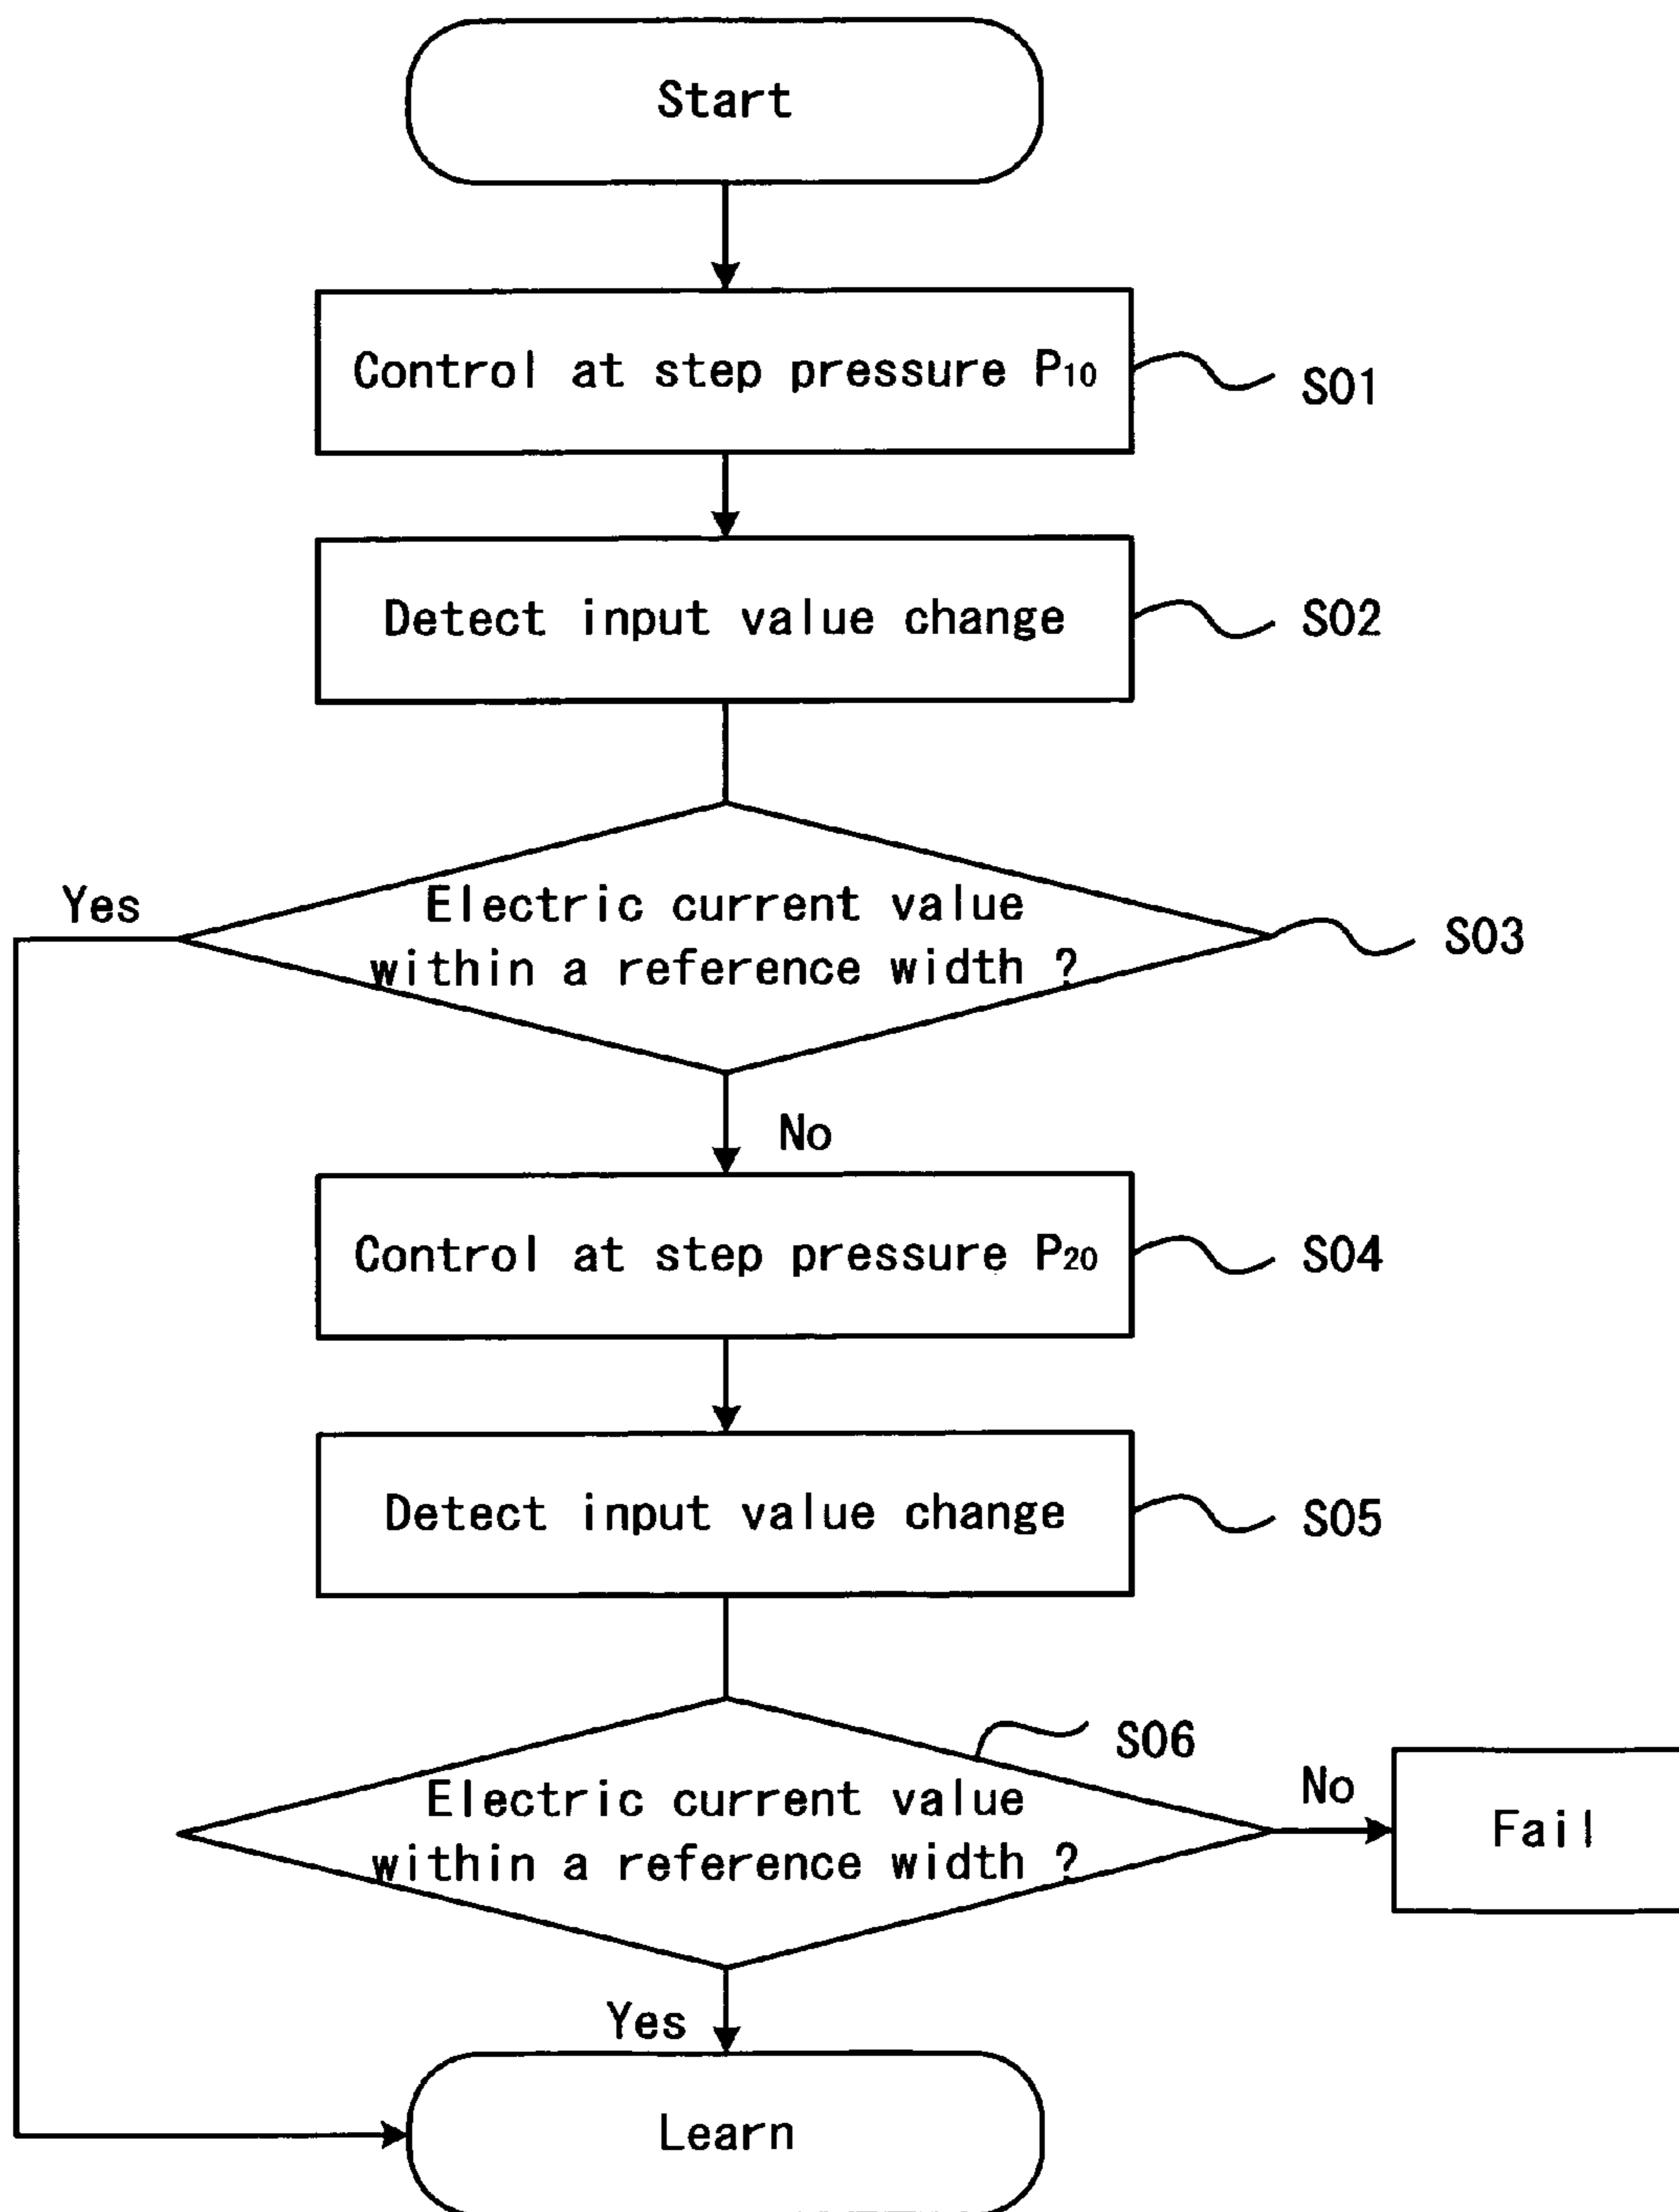 Start
Control at step pressure P₁₀
S01
Detect input value change
S02
Yes
Electric current value
within a reference width ?
S03
No
Control at step pressure P₂₀
S04
Detect input value change
S05
S06
Electric current value
within a reference width ?
No
Fail
Yes
Learn